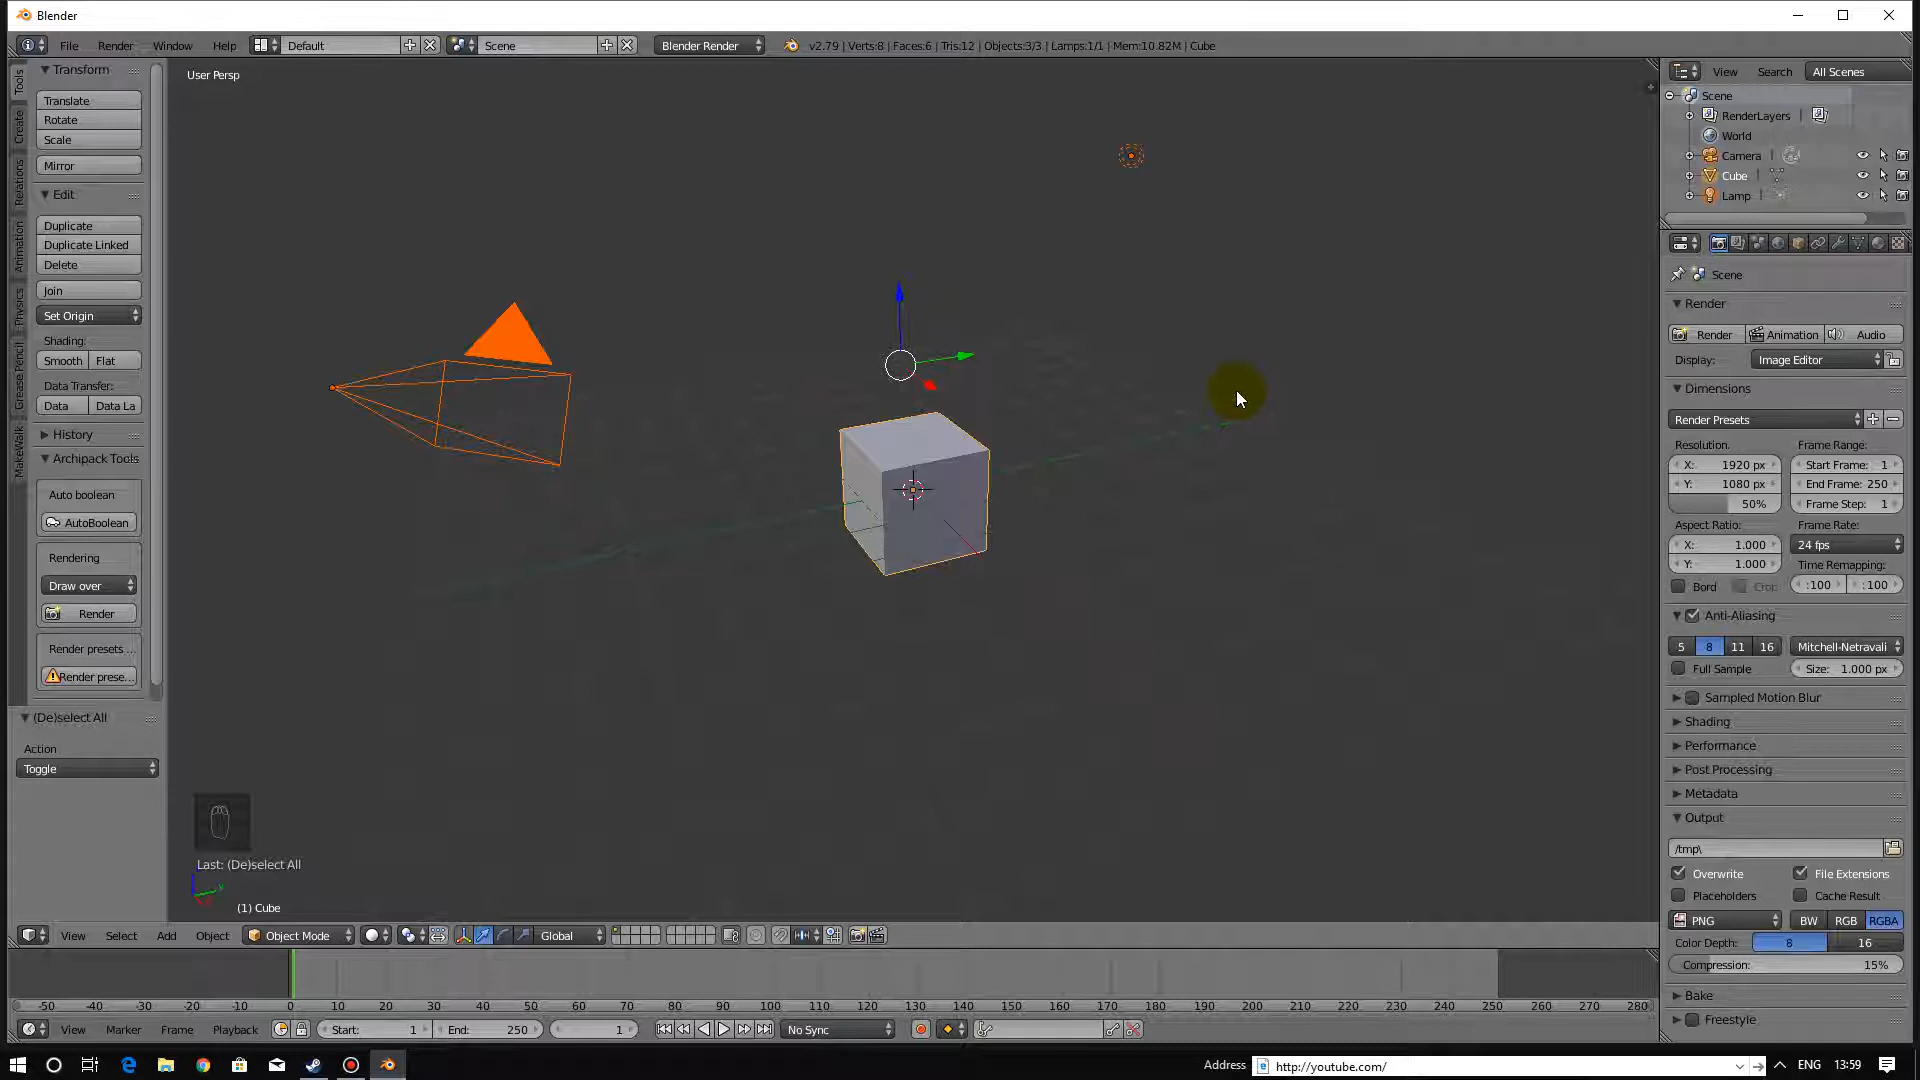 Blender
File Render Window Help Default Scene Blender Render v2.79 | Verts:8 | Faces:6 | Tris:12 | Objects:3/3 | Lamps:1/1 | Mem:10.82M | Cube
Tools
Create
Relations
Animation
Physics
Grease Pencil
MakeWalk
Transform
Translate
Rotate
Scale
Mirror
Edit
Duplicate
Duplicate Linked
Delete
Join
Set Origin
Shading:
Smooth Flat
Data Transfer:
Data Data La
History
Archipack Tools
Auto boolean
AutoBoolean
Rendering
Draw over
Render
Render presets ...
Render prese...
(De)select All
Action
Toggle
User Persp
Last: (De)select All
(1) Cube
View Select Add Object Object Mode Global
-50 -40 -30 -20 -10 0 10 20 30 40 50 60 70 80 90 100 110 120 130 140 150 160 170 180 190 200 210 220 230 240 250 260 270 280
View Marker Frame Playback Start: 1 End: 250 1 No Sync
View Search All Scenes
Scene
RenderLayers
World
Camera
Cube
Lamp
Scene
Render
Render Animation Audio
Display: Image Editor
Dimensions
Render Presets
Resolution: Frame Range:
X: 1920 px Start Frame: 1
Y: 1080 px End Frame: 250
50% Frame Step: 1
Aspect Ratio: Frame Rate:
X: 1.000 24 fps
Y: 1.000 Time Remapping:
Bord Crop :100 :100
Anti-Aliasing
5 8 11 16 Mitchell-Netravali
Full Sample Size: 1.000 px
Sampled Motion Blur
Shading
Performance
Post Processing
Metadata
Output
/tmp\
Overwrite File Extensions
Placeholders Cache Result
PNG BW RGB RGBA
Color Depth: 8 16
Compression: 15%
Bake
Freestyle
Address http://youtube.com/ ENG 13:59